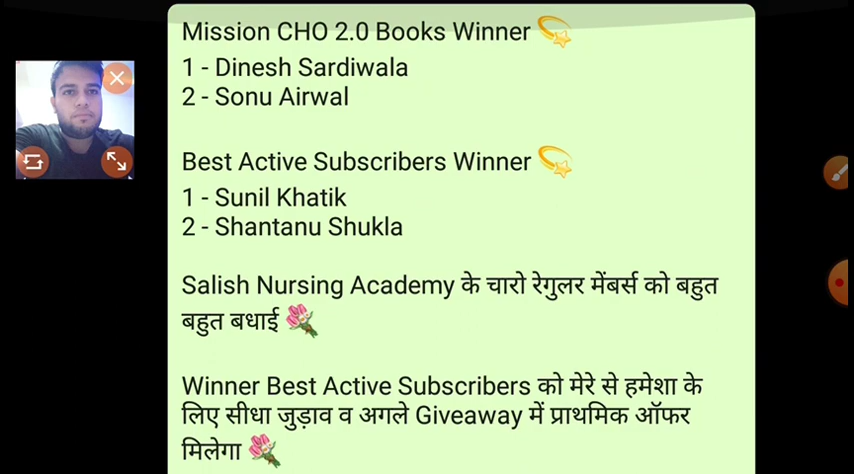 Mission CHO 2.0 Books Winner 💫
1 - Dinesh Sardiwala
2 - Sonu Airwal
Best Active Subscribers Winner 💫
1 - Sunil Khatik
2 - Shantanu Shukla
Salish Nursing Academy के चारो रेगुलर मेंबर्स को बहुत
बहुत बधाई 💐
Winner Best Active Subscribers को मेरे से हमेशा के
लिए सीधा जुड़ाव व अगले Giveaway में प्राथमिक ऑफर
मिलेगा 💐